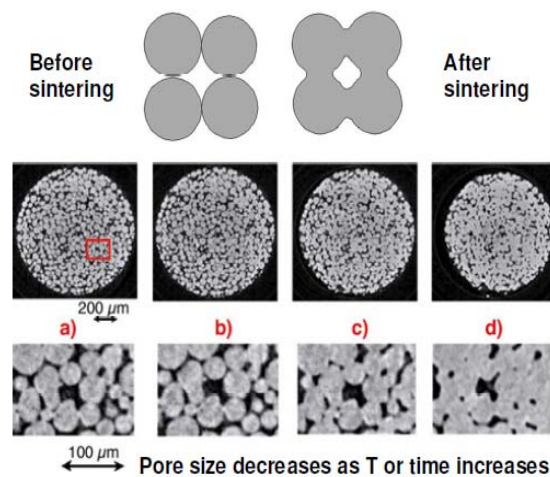 Before
sintering
After
sintering
200 µm
a)
b)
c)
d)
100 µm
Pore size decreases as T or time increases